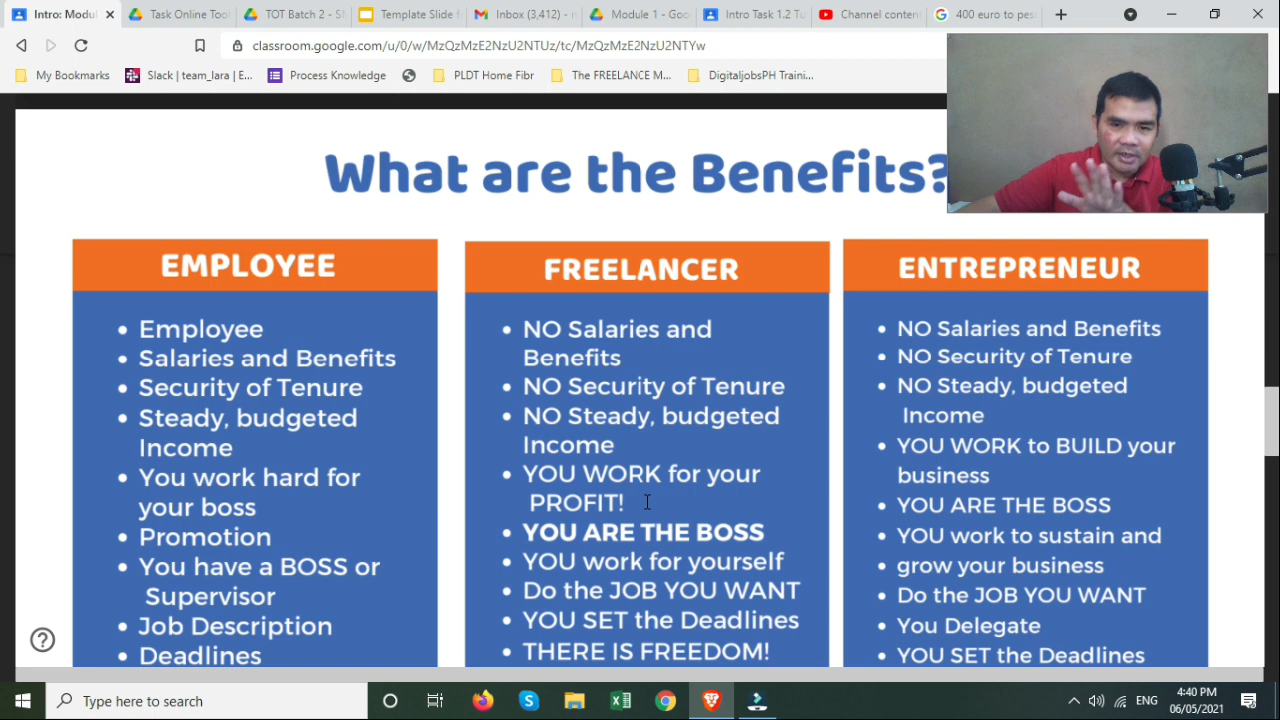 Intro: Modul
Task Online Tool
TOT Batch 2 - S
Template Slide f
Inbox (3,412) -
Module 1 - Goo
Intro Task 1.2 Tu
Channel content
400 euro to pes
classroom.google.com/u/0/w/MzQzMzE2NzU2NTUz/tc/MzQzMzE2NzU2NTYw
My Bookmarks
Slack | team_lara | E...
Process Knowledge
PLDT Home Fibr
The FREELANCE M...
DigitaljobsPH Traini...
What are the Benefits?
EMPLOYEE
• Employee
• Salaries and Benefits
• Security of Tenure
• Steady, budgeted
Income
• You work hard for
your boss
• Promotion
• You have a BOSS or
Supervisor
• Job Description
• Deadlines
FREELANCER
• NO Salaries and
Benefits
• NO Security of Tenure
• NO Steady, budgeted
Income
• YOU WORK for your
PROFIT!
• YOU ARE THE BOSS
• YOU work for yourself
• Do the JOB YOU WANT
• YOU SET the Deadlines
• THERE IS FREEDOM!
ENTREPRENEUR
• NO Salaries and Benefits
• NO Security of Tenure
• NO Steady, budgeted
Income
• YOU WORK to BUILD your
business
• YOU ARE THE BOSS
• YOU work to sustain and
• grow your business
• Do the JOB YOU WANT
• You Delegate
• YOU SET the Deadlines
Type here to search
ENG
4:40 PM
06/05/2021